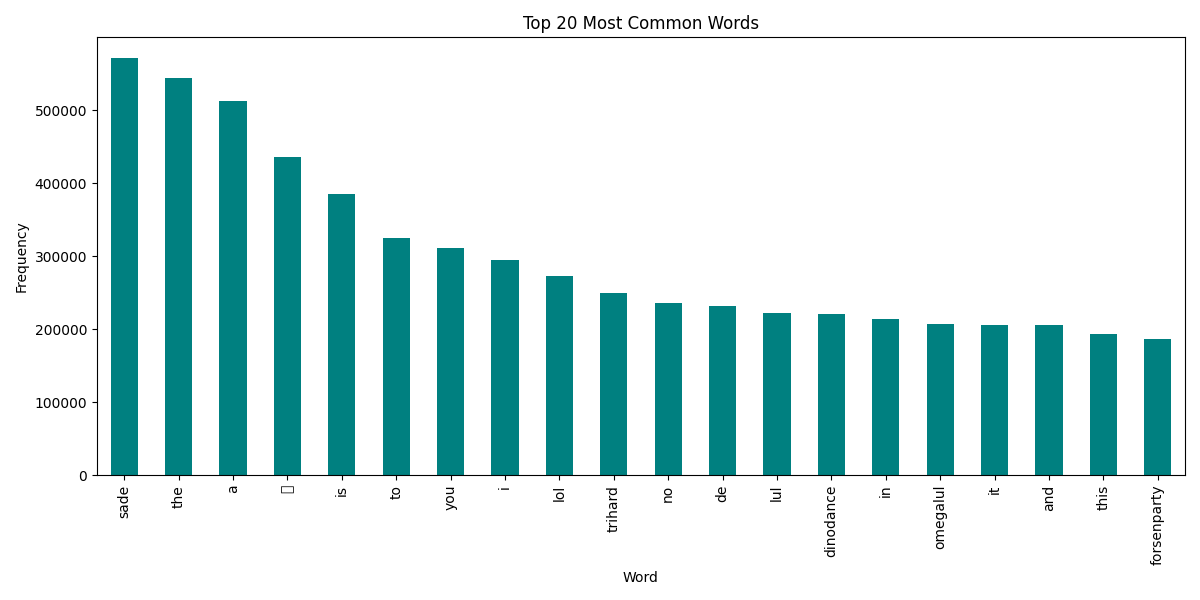 Top 20 Most Common Words
Frequency
500000
400000
300000
200000
100000
0
sade
the
a
is
to
you
i
lol
trihard
no
de
lul
dinodance
in
omegalul
it
and
this
forsenparty
Word